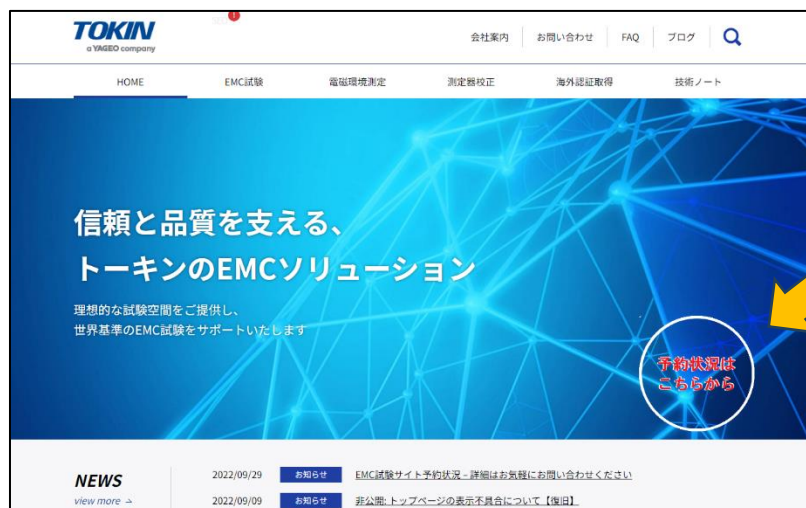 TOKIN
a YAGEO company
1
会社案内
お問い合わせ
FAQ
ブログ
HOME
EMC試験
電磁環境測定
測定器校正
海外認証取得
技術ノート
信頼と品質を支える、
トーキンのEMCソリューション
理想的な試験空間をご提供し、
世界基準のEMC試験をサポートいたします
予約状況は
こちらから
NEWS
view more
2022/09/29 お知らせ EMC試験サイト予約状況 – 詳細はお気軽にお問い合わせください
2022/09/09 お知らせ 非公開: トップページの表示不具合について【復旧】